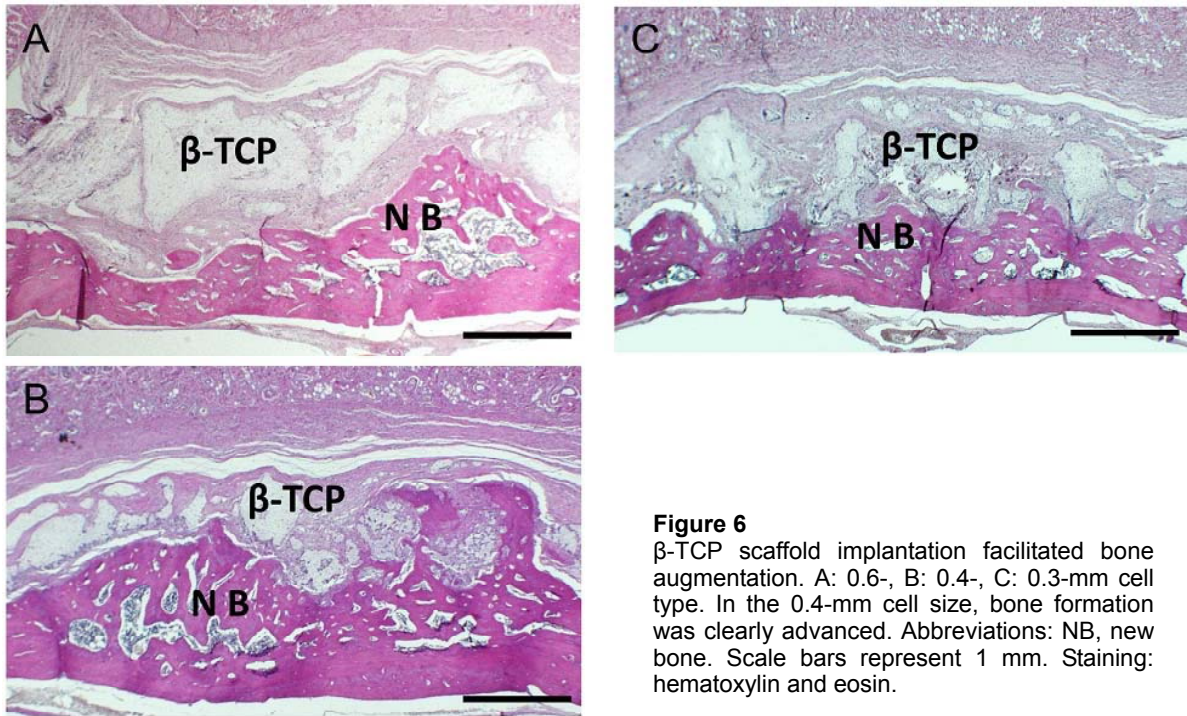 A
β-TCP
N B
B
β-TCP
N B
C
β-TCP
N B
Figure 6
β-TCP scaffold implantation facilitated bone
augmentation. A: 0.6-, B: 0.4-, C: 0.3-mm cell
type. In the 0.4-mm cell size, bone formation
was clearly advanced. Abbreviations: NB, new
bone. Scale bars represent 1 mm. Staining:
hematoxylin and eosin.